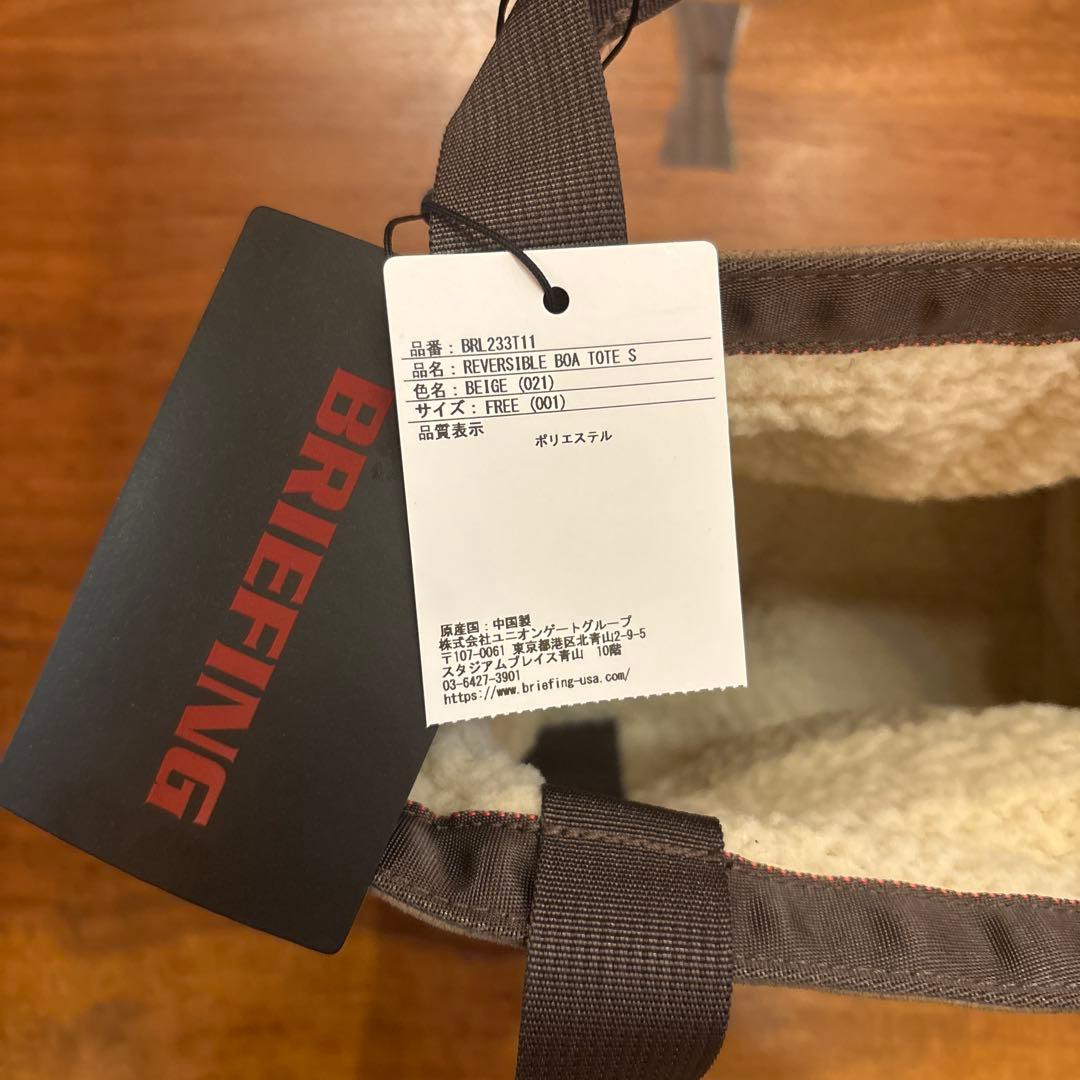 BRIEFING
品番：BRL233T11
品名：REVERSIBLE BOA TOTE S
色名：BEIGE (021)
サイズ：FREE (001)
品質表示
ポリエステル
原産国：中国製
株式会社ユニオンゲートグループ
〒107-0061 東京都港区北青山2-9-5
スタジアムプレイス青山 10階
03-6427-3901
https://www.briefing-usa.com/